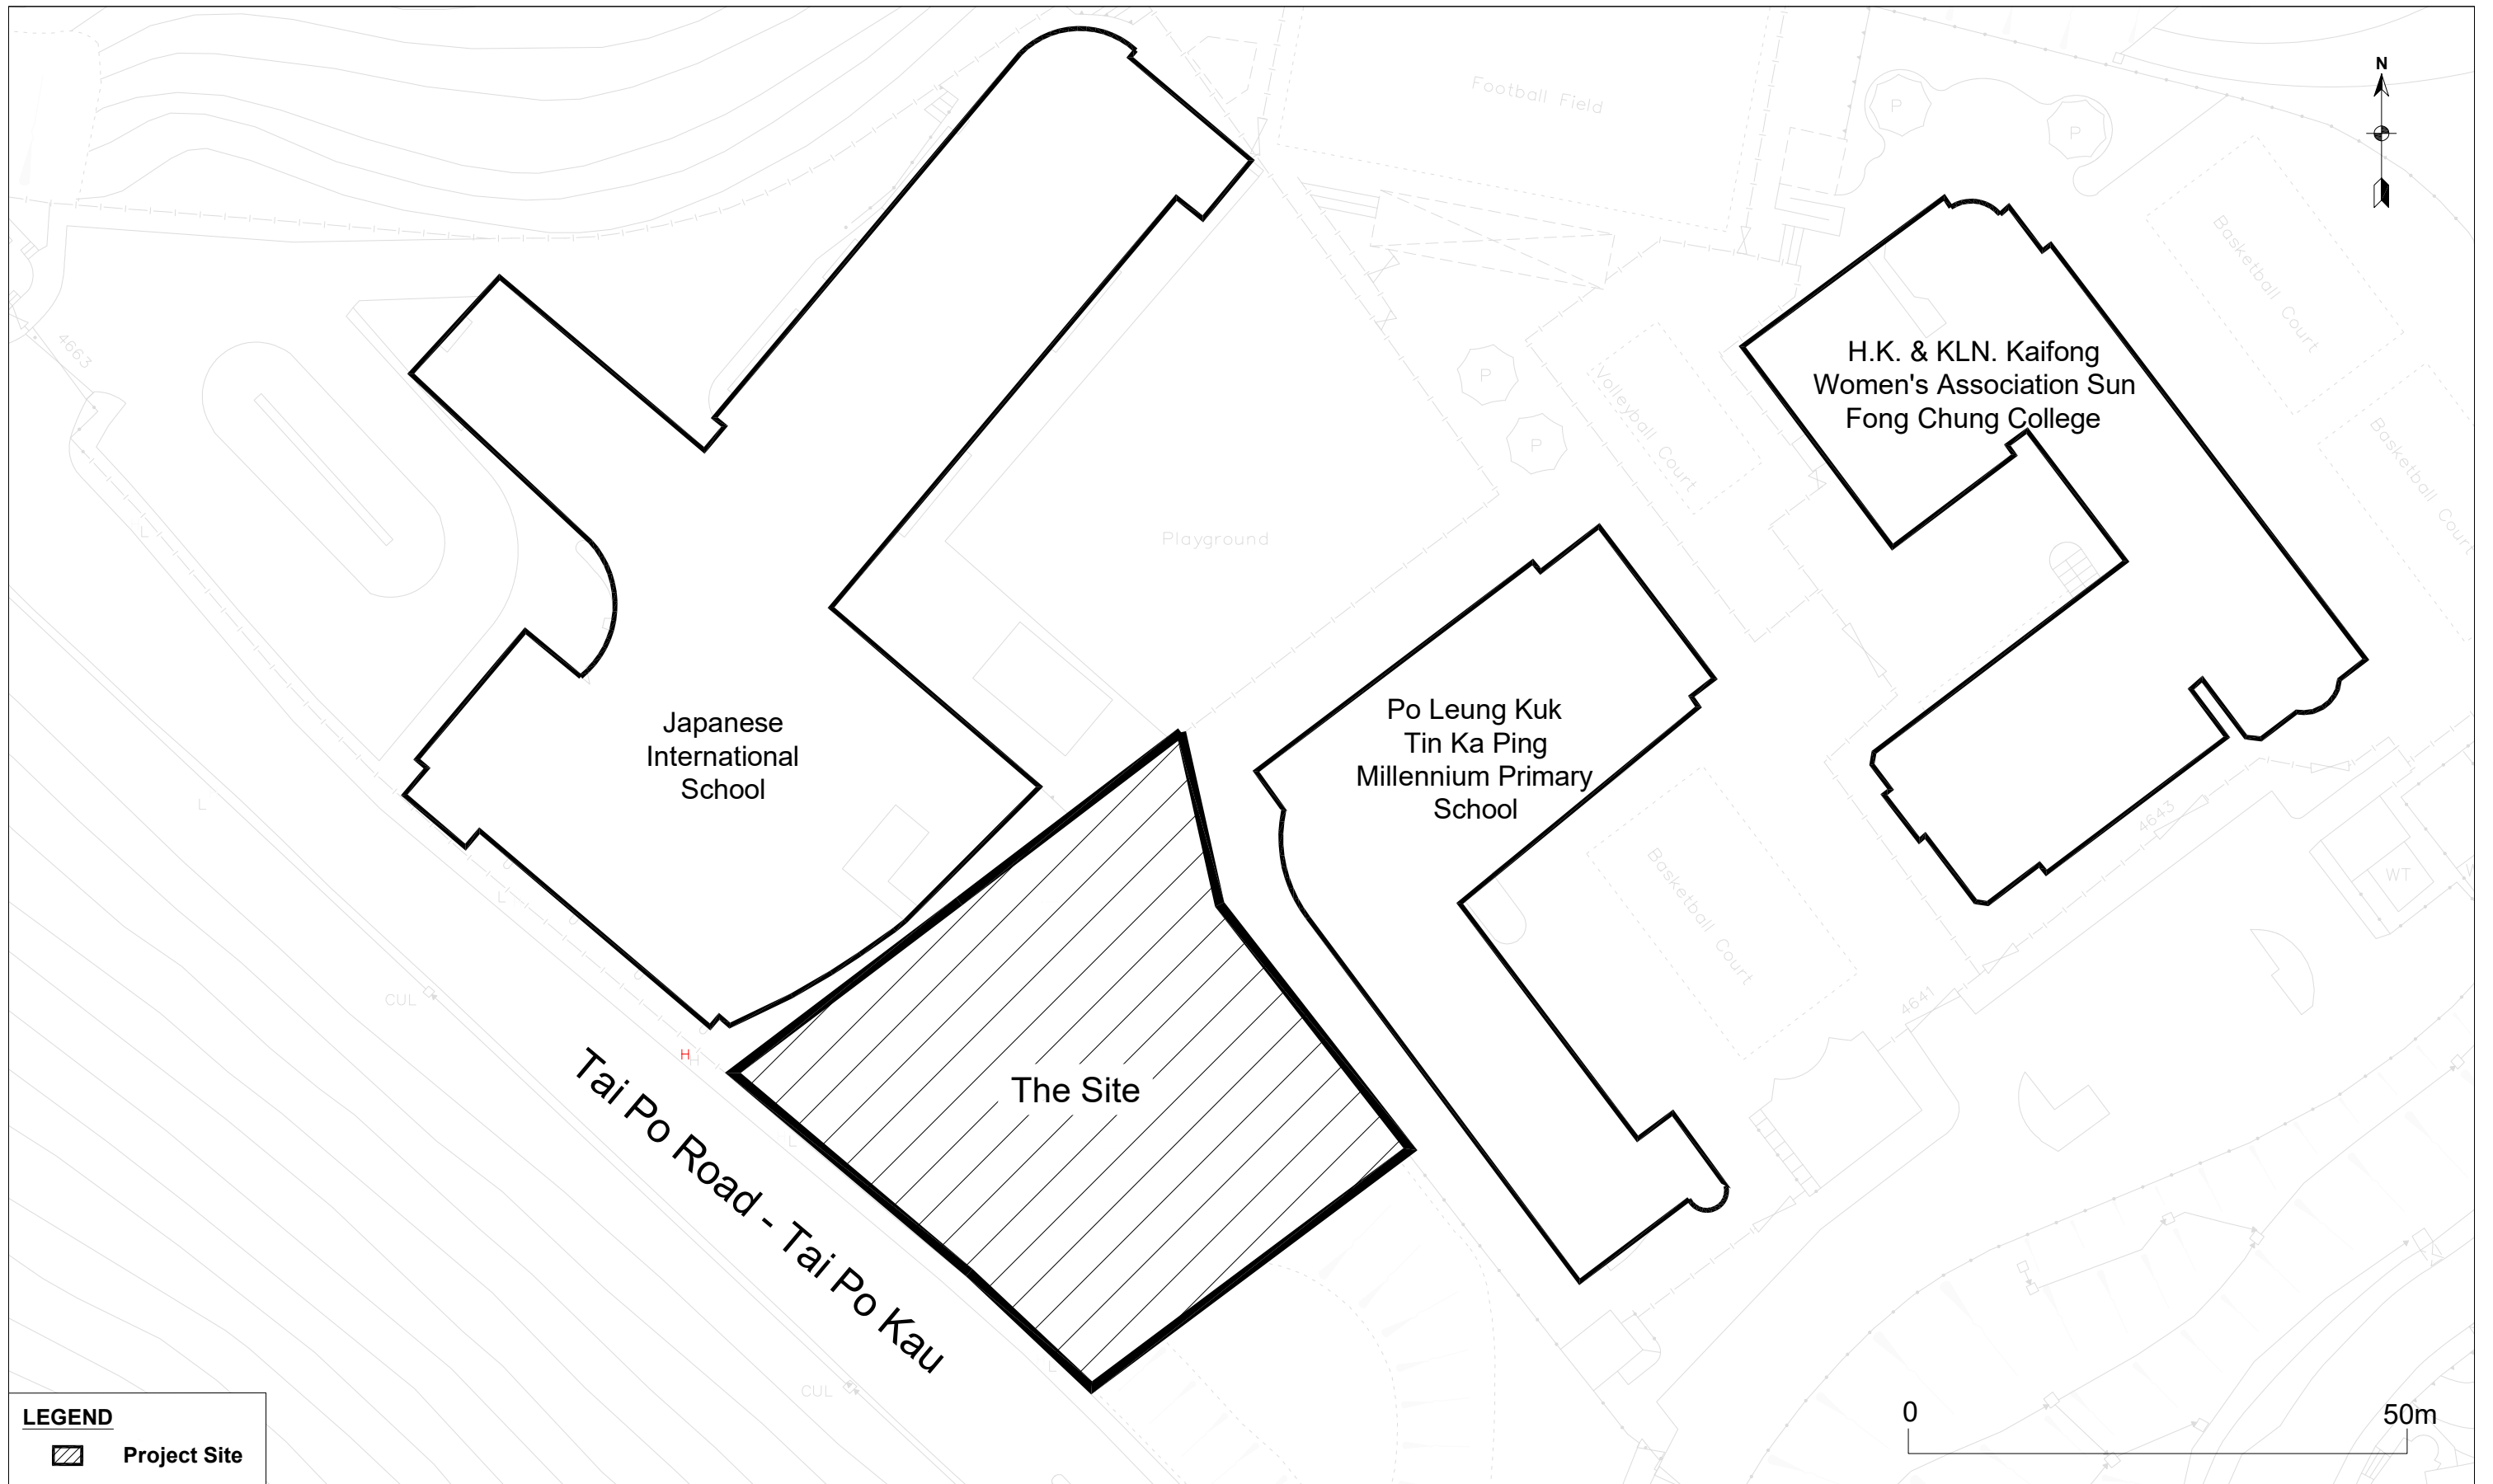 N
Football Field
P
P
Basketball
Court
4663
H.K. & KLN. Kaifong
Women's Association Sun
Fong Chung College
P
Volleyball Court
P
Basketball Court
L
Playground
Po Leung Kuk
Tin Ka Ping
Millennium Primary
School
Japanese
International
School
L
4643
WT
L
Basketball Court
CUL
4641
H
H
The Site
L
Tai Po Road - Tai Po Kau
CUL
LEGEND
Project Site
0
50m